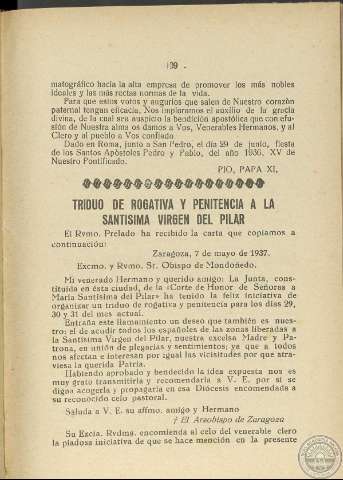 109 -
matográfico hacia la alta empresa de promover los más nobles
ideales y las más rectas normas de la vida.
Para que estos votos y augurios que salen de Nuestro corazón
paternal tengan eficacia, Nos imploramos el auxilio de la gracia
divina, de la cual sea auspicio la bendición apostólica que con efu-
sión de Nuestra alma os damos a Vos, Venerables Hermanos, y al
Clero y al pueblo a Vos confiado
Dado en Roma, junto a San Pedro, el día 29 de junio, fiesta
de los Santos Apóstoles Pedro y Pablo, del año 1936, XV de
Nuestro Pontificado.
PIO, PAPA XI,
TRIDUO DE ROGATIVA Y PENITENCIA A LA
SANTISIMA VIRGEN DEL PILAR
El Rvmo. Prelado ha recibido la carta que copiamos a
continuación:
Zaragoza, 7 de mayo de 1937.
Excmo. y Rvmo. Sr. Obispo de Mondoñedo.
Mi venerado Hermano y querido amigo: La Junta, cons-
tituída en ésta ciudad, de la «Corte de Honor de Señoras a
María Santísima del Pilar» ha tenido la feliz iniciativa de
organizar un triduo de rogativa y penitencia para los días 29,
30 y 31 del mes actual.
Entraña este llamamiento un deseo que también es nues-
tro: el de acudir todos los españoles de las zonas liberadas a
la Santísima Virgen del Pilar, nuestra excelsa Madre y Pa-
trona, en unión de plegarias y sentimientos; ya que a todos
nos afectan e interesan por igual las vicisitudes por que atra-
viesa la querida Patria.
Habiendo aprobado y bendecido la idea expuesta nos es
muy grato transmitirla y recomendarla a V. E. por si se
digna acogerla y propagarla en esa Diócesis encomendada a
su reconocido celo pastoral.
Saluda a V. E. su affmo. amigo y Hermano
† El Arzobispo de Zaragoza
Su Excia. Rvdma. encomienda al celo del venerable clero
la piadosa iniciativa de que se hace mención en la presente